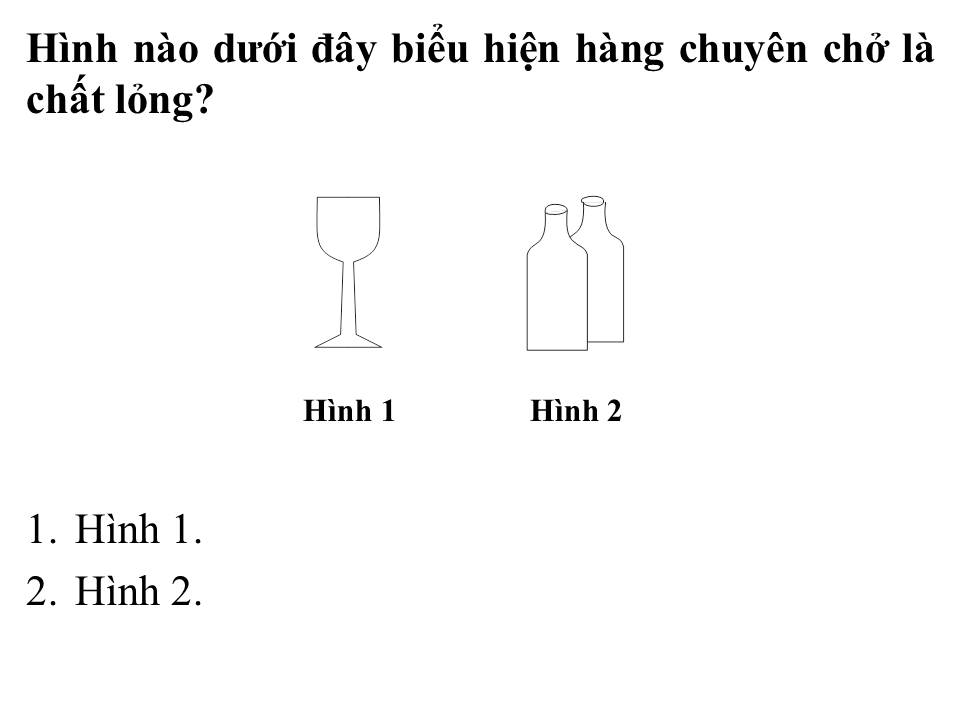 Hình nào dưới đây biểu hiện hàng chuyên chở là
chất lỏng?
Hình 1
Hình 2
1. Hình 1.
2. Hình 2.